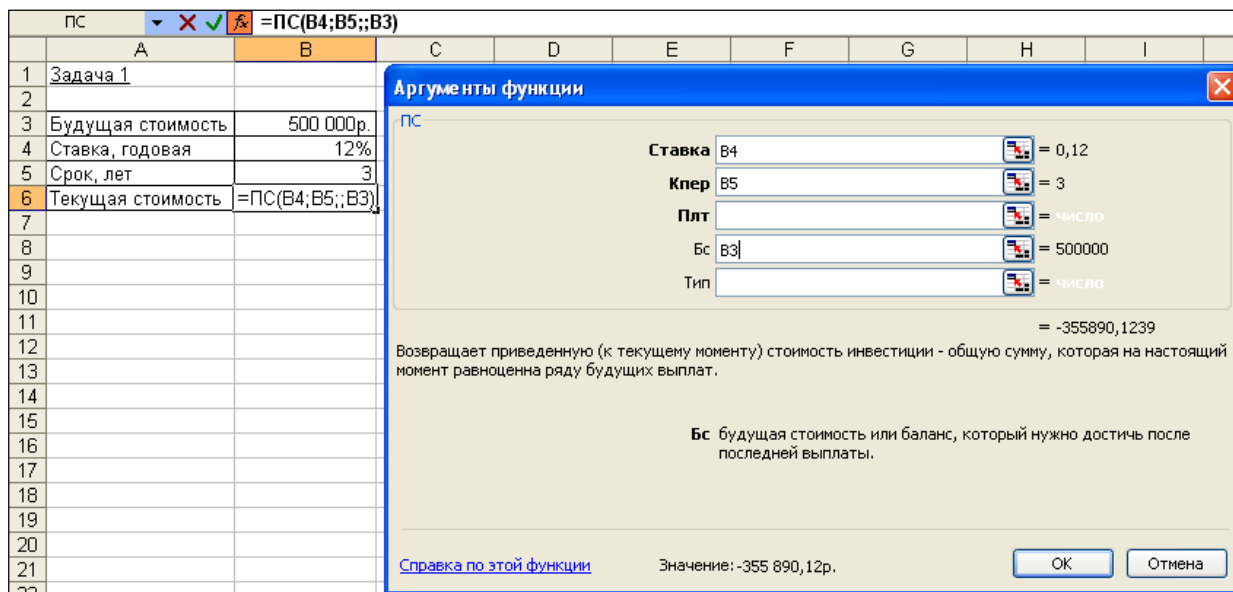 ПС =ПС(B4;B5;;B3)
A B C D E F G H I
1 Задача 1
2
Аргументы функции
3 Будущая стоимость 500 000р.
4 Ставка, годовая 12%
5 Срок, лет 3
6 Текущая стоимость =ПС(B4;B5;;B3)
7
8
9
10
11
12
13
14
15
16
17
18
19
20
21
22
ПС
Ставка B4 = 0,12
Кпер B5 = 3
Плт = число
Бс B3 = 500000
Тип = число
= -355890,1239
Возвращает приведенную (к текущему моменту) стоимость инвестиции - общую сумму, которая на настоящий
момент равноценна ряду будущих выплат.
Бс будущая стоимость или баланс, который нужно достичь после
последней выплаты.
Справка по этой функции Значение:-355 890,12р. ОК Отмена